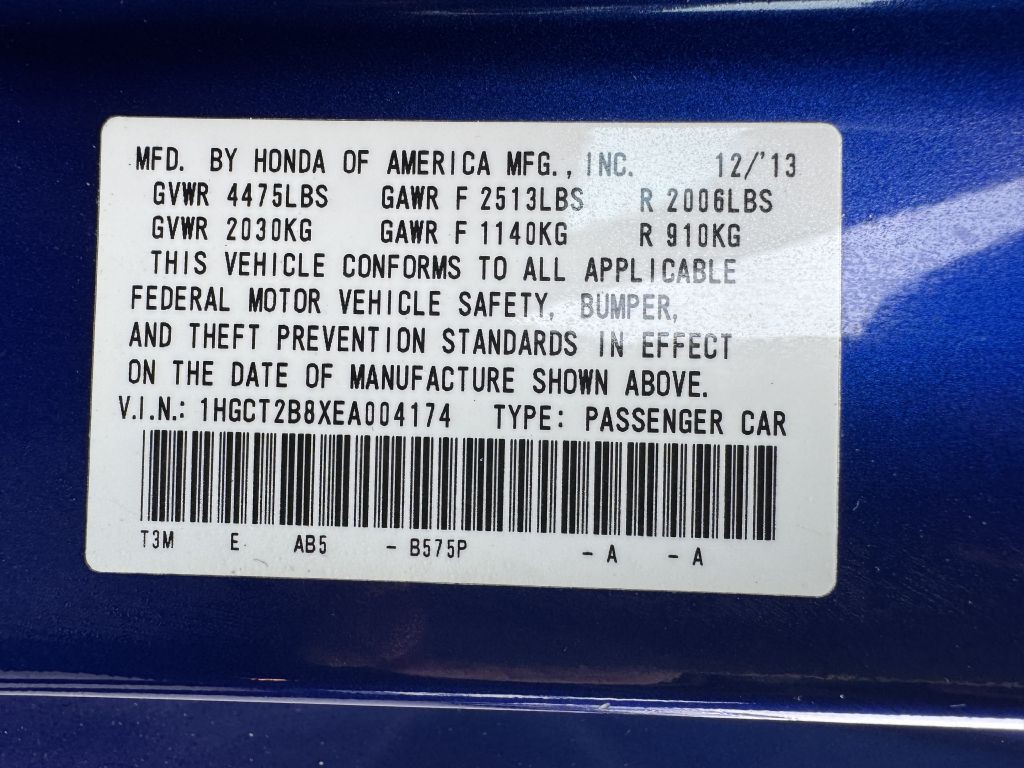 MFD. BY HONDA OF AMERICA MFG., INC. 12/'13
GVWR 4475LBS GAWR F 2513LBS R 2006LBS
GVWR 2030KG GAWR F 1140KG R 910KG
THIS VEHICLE CONFORMS TO ALL APPLICABLE
FEDERAL MOTOR VEHICLE SAFETY, BUMPER,
AND THEFT PREVENTION STANDARDS IN EFFECT
ON THE DATE OF MANUFACTURE SHOWN ABOVE.
V.I.N.: 1HGCT2B8XEA004174 TYPE: PASSENGER CAR
T3M E AB5 - B575P - A - A